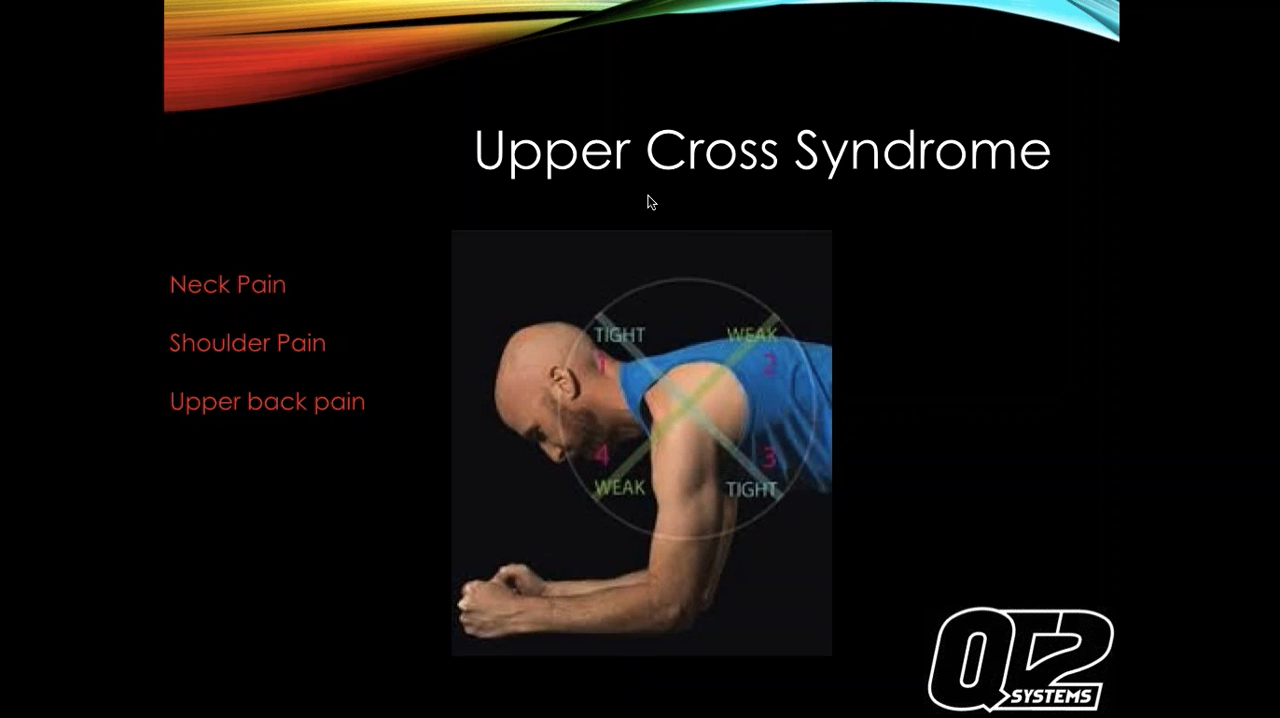 Upper Cross Syndrome
Neck Pain
Shoulder Pain
Upper back pain
TIGHT
WEAK
1
2
4
3
WEAK
TIGHT
QT2
SYSTEMS